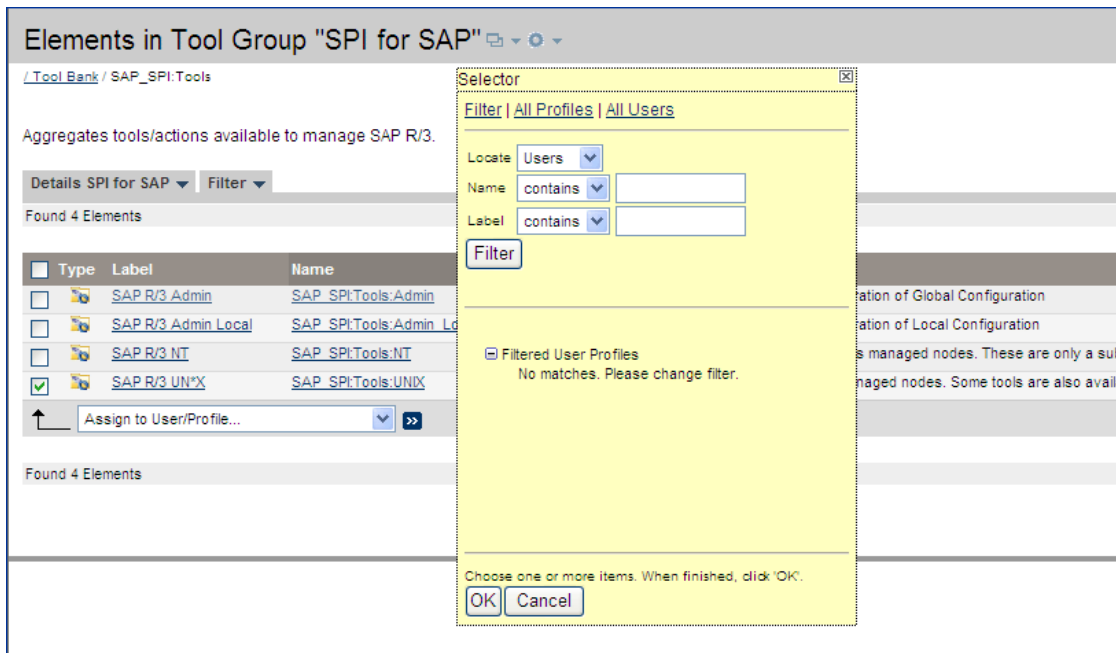 Elements in Tool Group "SPI for SAP"
/ Tool Bank / SAP_SPI:Tools
Aggregates tools/actions available to manage SAP R/3.
Details SPI for SAP Filter
Found 4 Elements
Type Label Name
SAP R/3 Admin SAP_SPI:Tools:Admin ation of Global Configuration
SAP R/3 Admin Local SAP_SPI:Tools:Admin_Lo ation of Local Configuration
SAP R/3 NT SAP_SPI:Tools:NT s managed nodes. These are only a su
SAP R/3 UN*X SAP_SPI:Tools:UNIX naged nodes. Some tools are also avail
Assign to User/Profile...
Found 4 Elements
Selector
Filter | All Profiles | All Users
Locate Users
Name contains
Label contains
Filter
Filtered User Profiles
No matches. Please change filter.
Choose one or more items. When finished, click 'OK'.
OK Cancel